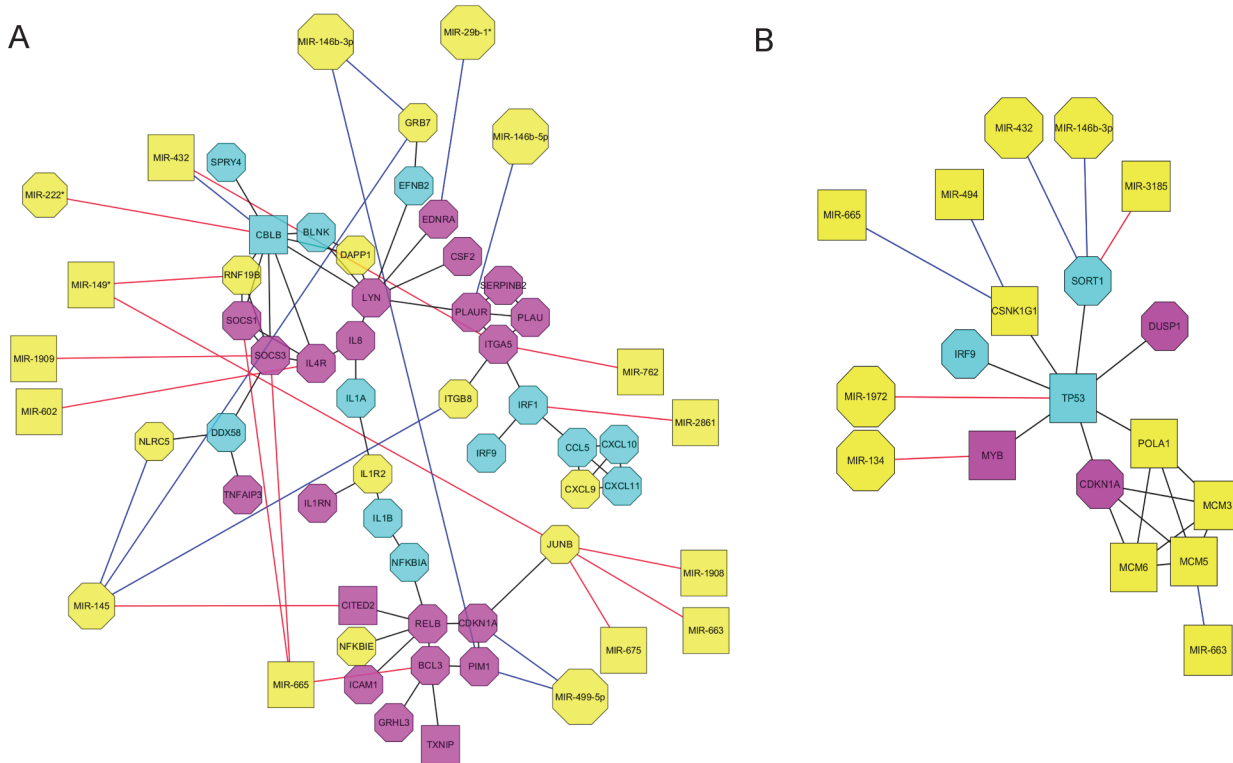 A
B
MIR-146b-3p
MIR-29b-1*
GRB7
MIR-146b-5p
MIR-432
SPRY4
EFNB2
MIR-222*
EDNRA
CBLB
BLNK
DAPP1
CSF2
RNF19B
MIR-149*
LYN
SERPINB2
PLAUR
PLAU
SOCS1
IL8
ITGA5
SOCS3
IL4R
MIR-1909
MIR-762
MIR-602
IL1A
ITGB8
IRF1
MIR-2861
NLRC5
DDX58
IRF9
CCL5
CXCL10
CXCL9
CXCL11
TNFAIP3
IL1RN
IL1R2
IL1B
JUNB
NFKBIA
MIR-1908
MIR-145
CITED2
RELB
CDKN1A
MIR-663
NFKBIE
MIR-675
BCL3
PIM1
MIR-665
ICAM1
MIR-499-5p
GRHL3
TXNIP
MIR-432
MIR-146b-3p
MIR-494
MIR-3185
MIR-665
SORT1
CSNK1G1
DUSP1
IRF9
MIR-1972
TP53
MIR-134
MYB
POLA1
CDKN1A
MCM3
MCM6
MCM5
MIR-663